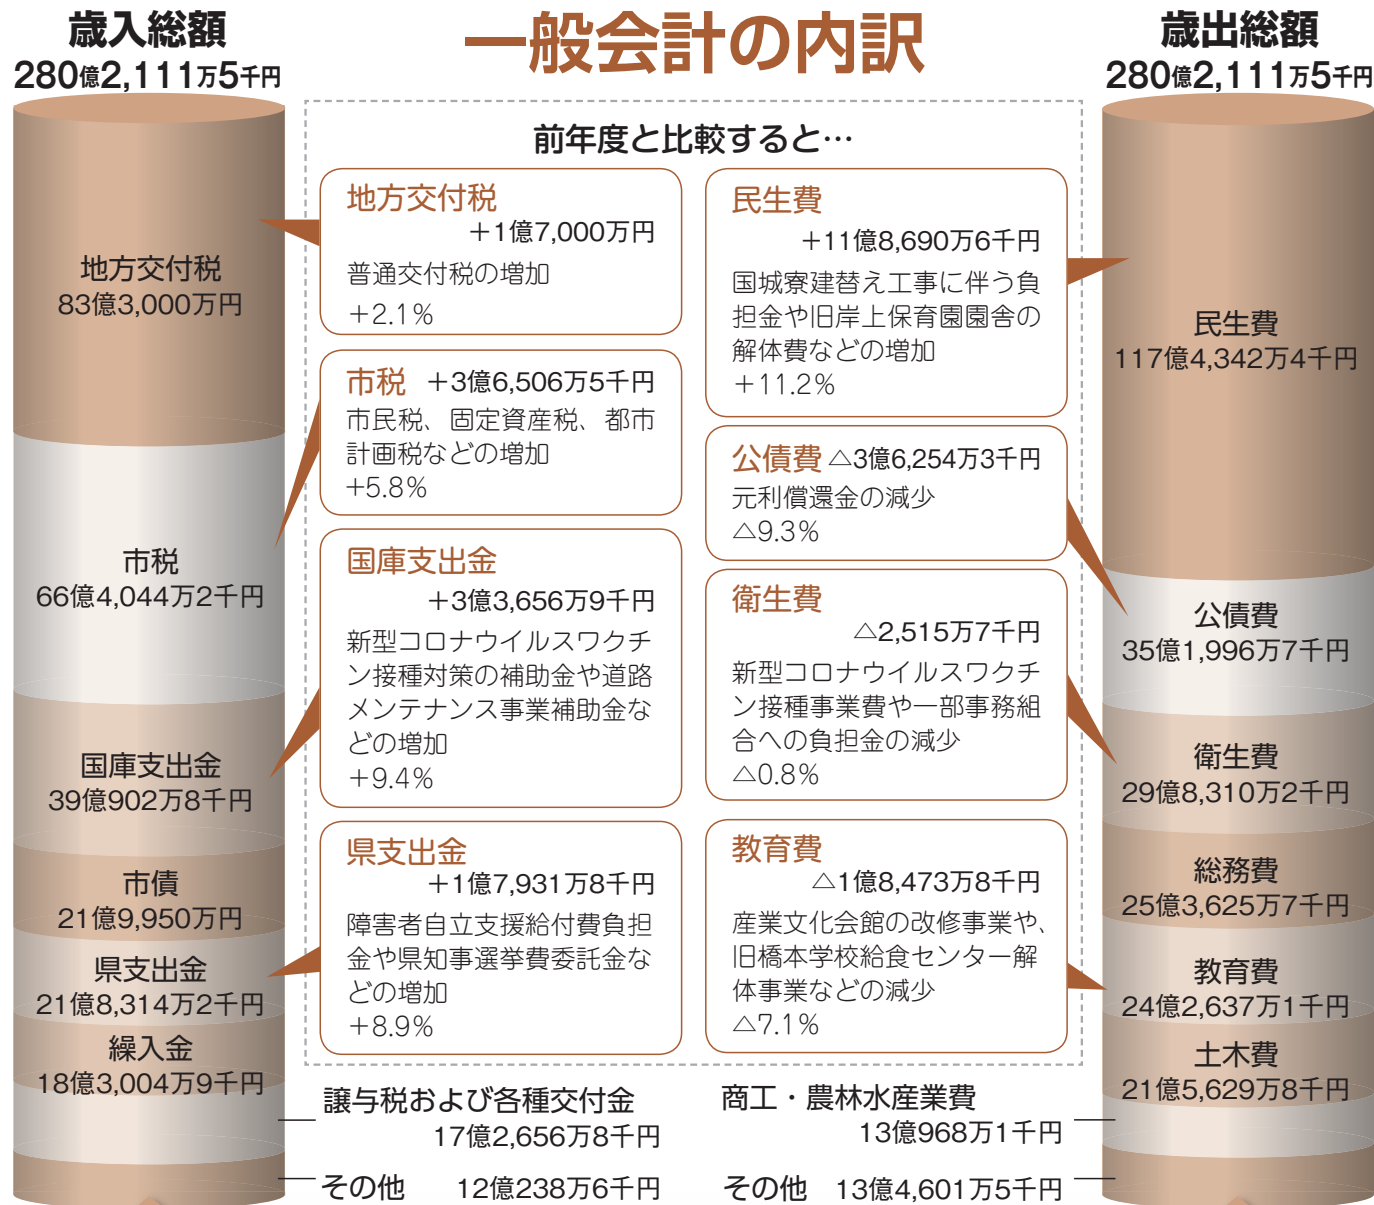 一般会計の内訳
歳入総額
280億2,111万5千円
地方交付税
83億3,000万円
市税
66億4,044万2千円
国庫支出金
39億902万8千円
市債
21億9,950万円
県支出金
21億8,314万2千円
繰入金
18億3,004万9千円
譲与税および各種交付金
17億2,656万8千円
その他 12億238万6千円
前年度と比較すると…
地方交付税
＋1億7,000万円
普通交付税の増加
＋2.1％
市税 ＋3億6,506万5千円
市民税、固定資産税、都市
計画税などの増加
+5.8％
国庫支出金
＋3億3,656万9千円
新型コロナウイルスワクチ
ン接種対策の補助金や道路
メンテナンス事業補助金な
どの増加
＋9.4％
県支出金
＋1億7,931万8千円
障害者自立支援給付費負担
金や県知事選挙費委託金な
どの増加
＋8.9％
民生費
＋11億8,690万6千円
国城寮建替え工事に伴う負
担金や旧岸上保育園園舎の
解体費などの増加
＋11.2％
公債費 △3億6,254万3千円
元利償還金の減少
△9.3％
衛生費
△2,515万7千円
新型コロナウイルスワクチ
ン接種事業費や一部事務組
合への負担金の減少
△0.8％
教育費
△1億8,473万8千円
産業文化会館の改修事業や、
旧橋本学校給食センター解
体事業などの減少
△7.1％
歳出総額
280億2,111万5千円
民生費
117億4,342万4千円
公債費
35億1,996万7千円
衛生費
29億8,310万2千円
総務費
25億3,625万7千円
教育費
24億2,637万1千円
土木費
21億5,629万8千円
商工・農林水産業費
13億968万1千円
その他 13億4,601万5千円